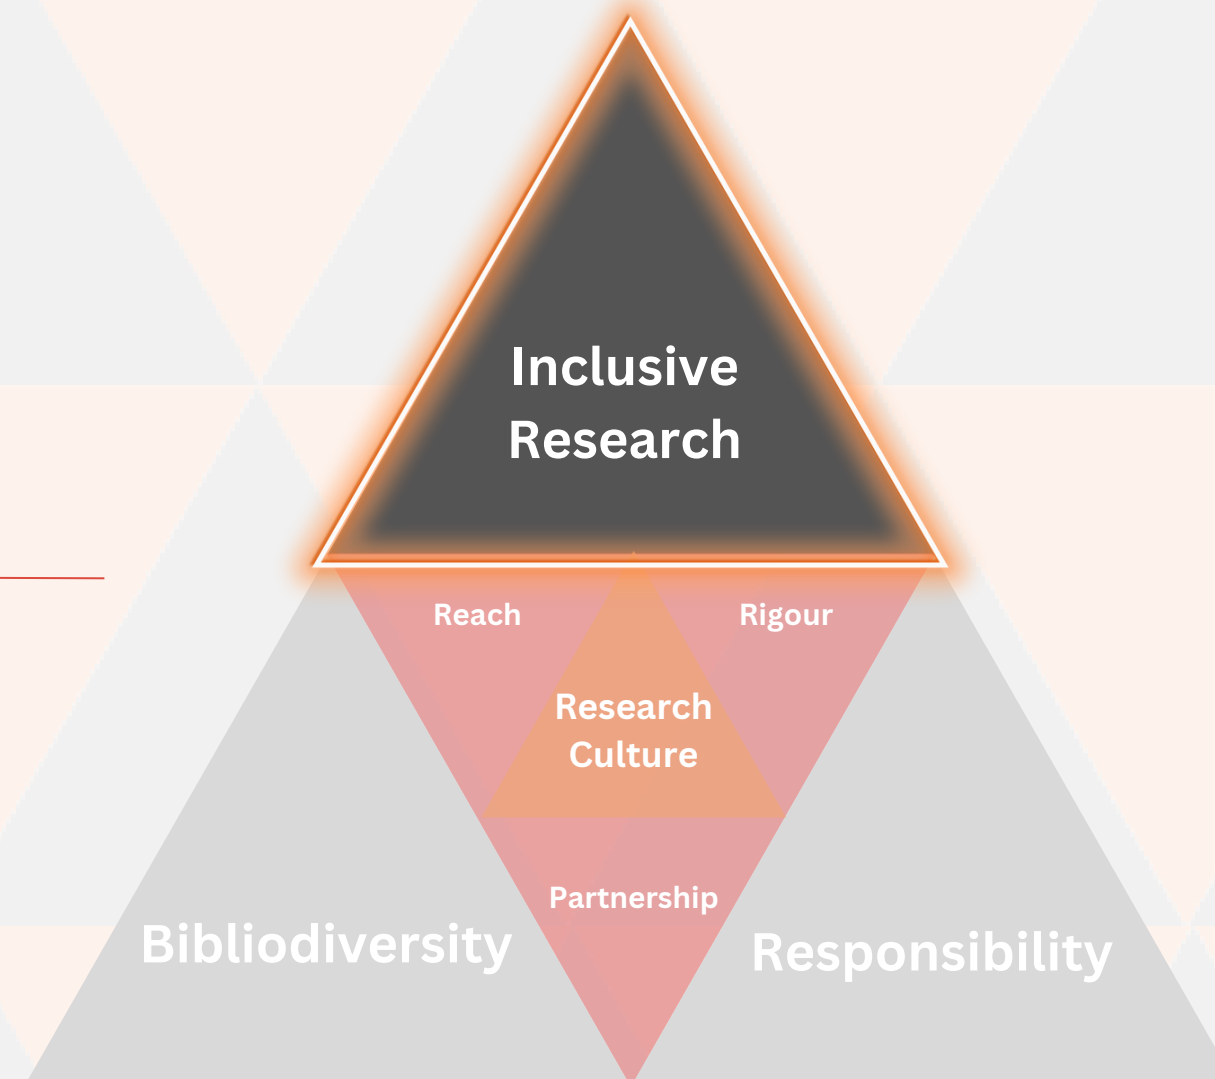 Inclusive
Research
Reach
Rigour
Research
Culture
Partnership
Bibliodiversity
Responsibility